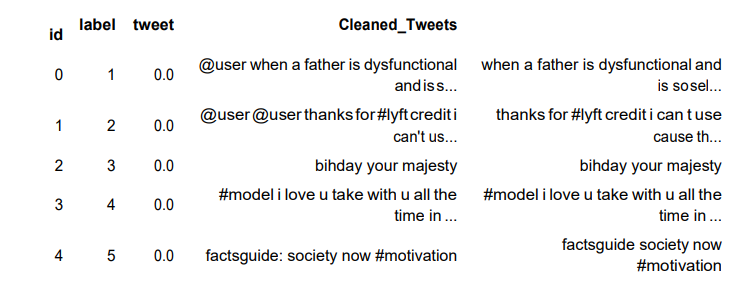 id label tweet Cleaned_Tweets
0 1 0.0 @user when a father is dysfunctional and is s... when a father is dysfunctional and is so sel...
1 2 0.0 @user @user thanks for #lyft credit i can't us... thanks for #lyft credit i can t use cause th...
2 3 0.0 bihday your majesty bihday your majesty
3 4 0.0 #model i love u take with u all the time in ... #model i love u take with u all the time in ...
4 5 0.0 factsguide: society now #motivation factsguide society now #motivation